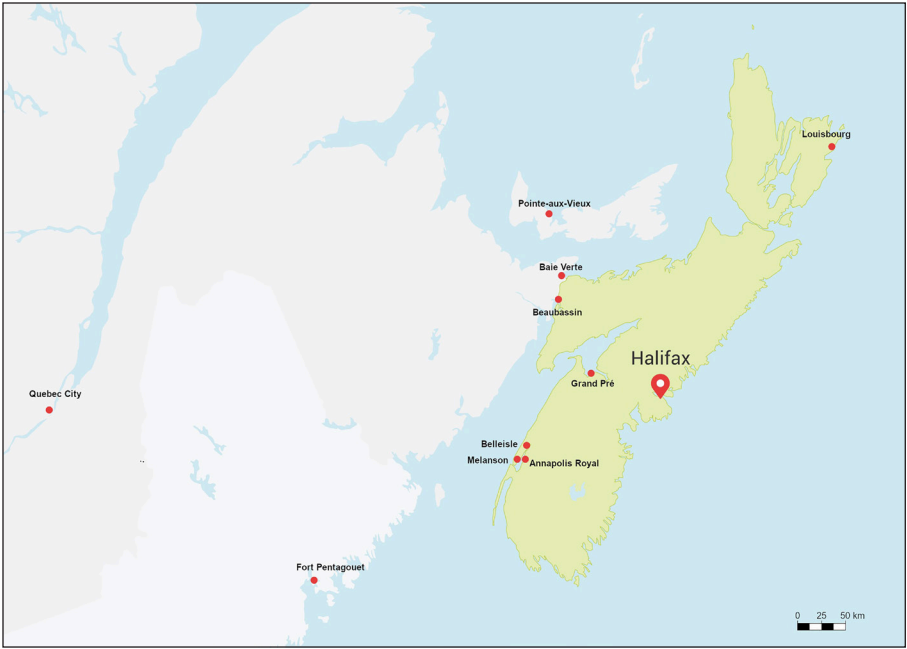 Louisbourg
Pointe-aux-Vieux
Baie Verte
Beaubassin
Halifax
Grand Pré
Quebec City
Belleisle
Melanson
Annapolis Royal
Fort Pentagouet
0 25 50 km